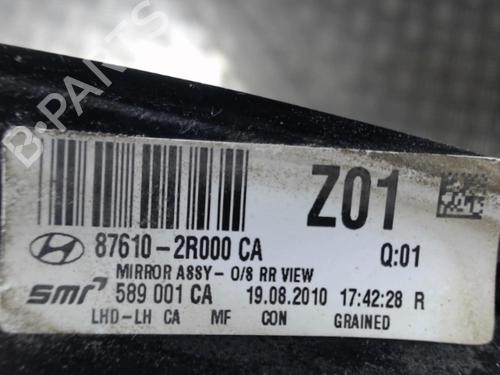 B-PARTS
Z01
87610-2R000 CA
Q:01
MIRROR ASSY- O/S RR VIEW
smr 589 001 CA 19.08.2010 17:42:28 R
LHD-LH CA MF CON GRAINED